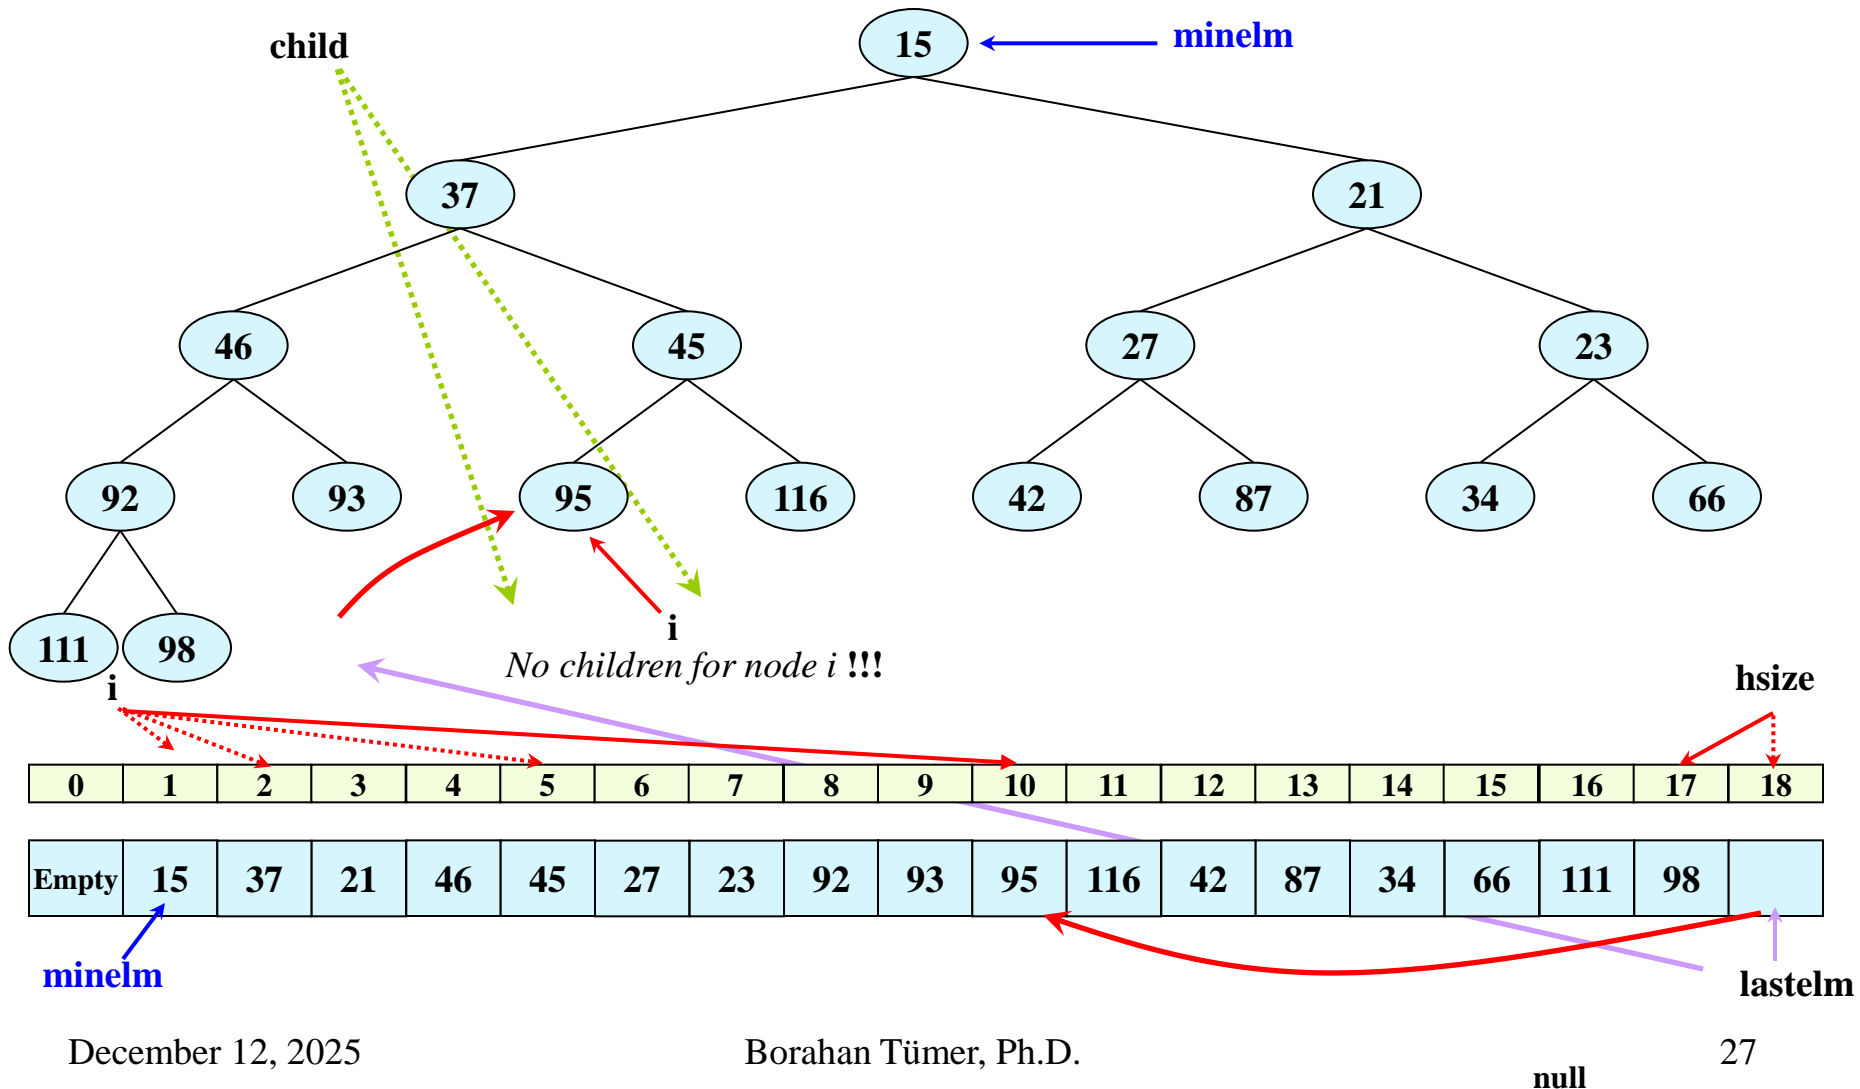 child
15
minelm
37
21
46
45
27
23
92
93
95
116
42
87
34
66
111
98
i
No children for node i !!!
i
hsize
0 1 2 3 4 5 6 7 8 9 10 11 12 13 14 15 16 17 18
Empty 15 37 21 46 45 27 23 92 93 95 116 42 87 34 66 111 98
minelm
lastelm
December 12, 2025 Borahan Tümer, Ph.D. 27
null